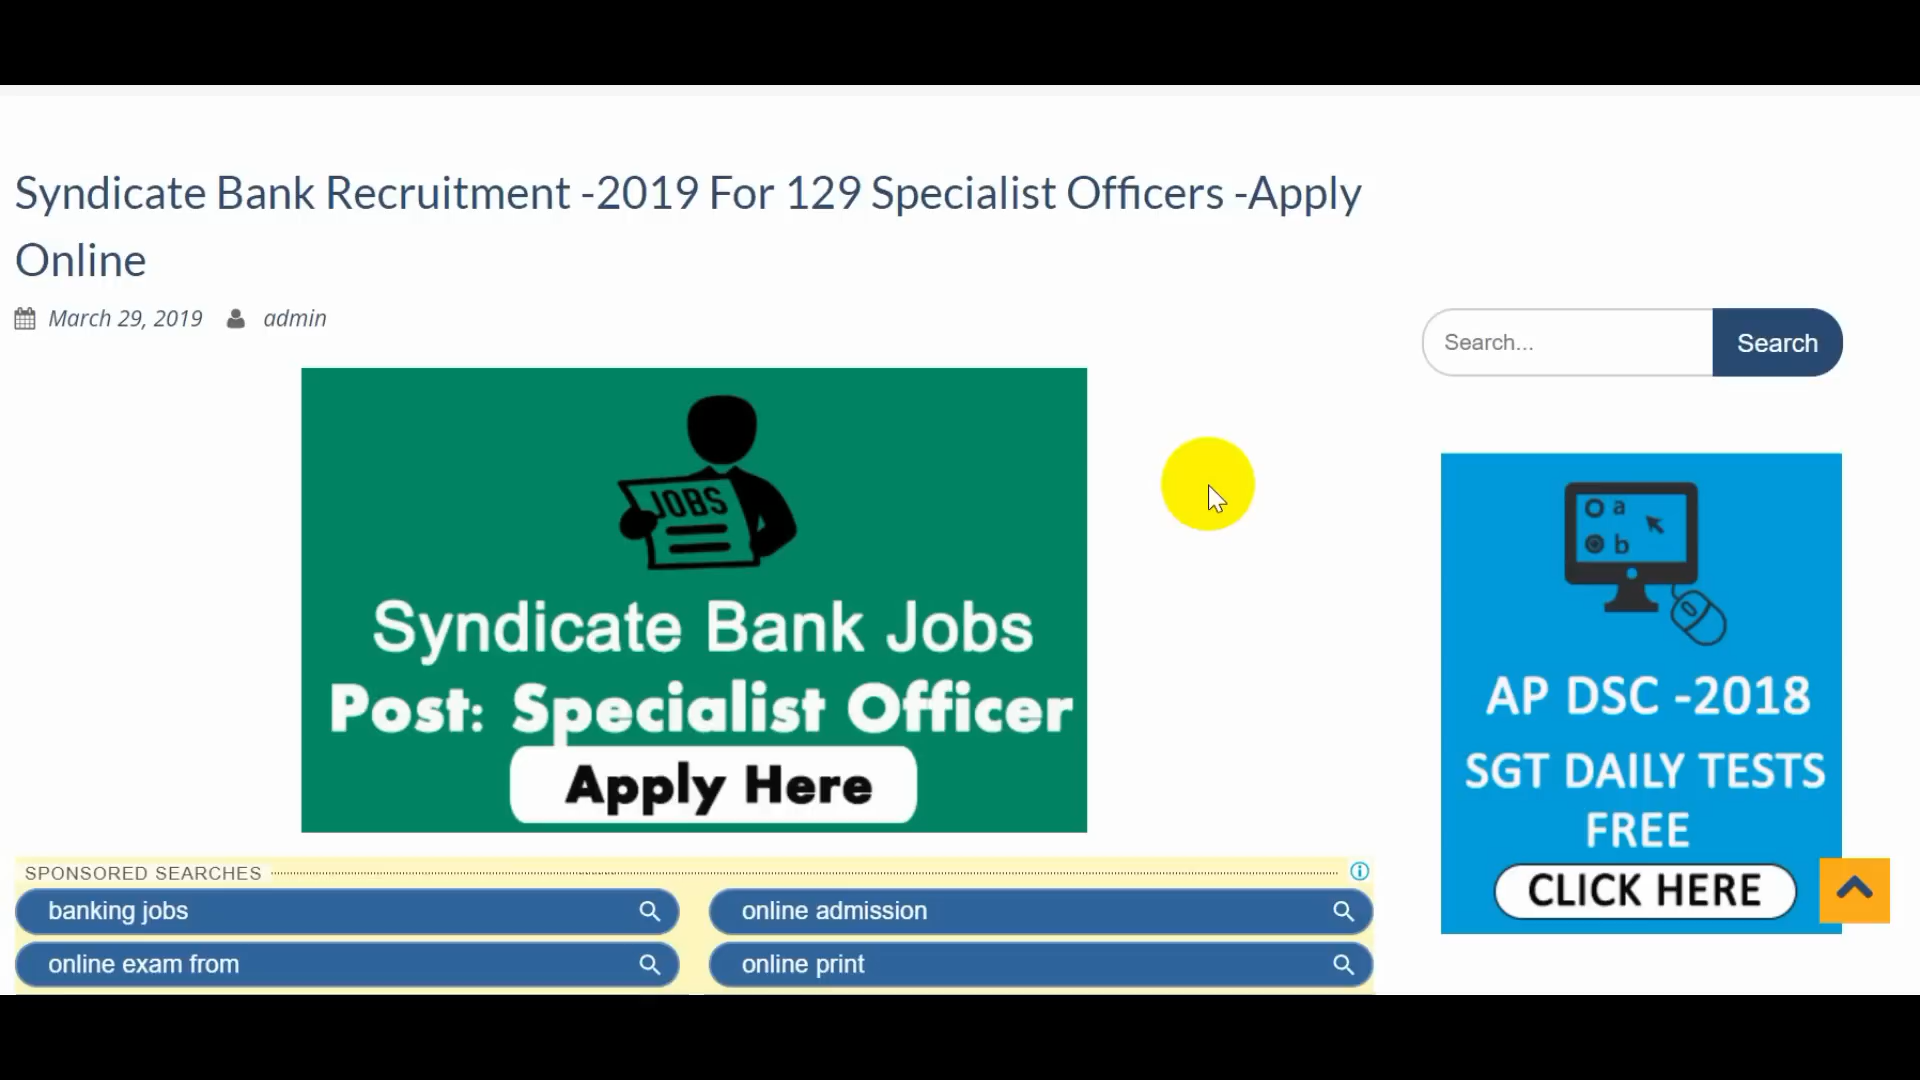 Syndicate Bank Recruitment -2019 For 129 Specialist Officers -Apply
Online
March 29, 2019 admin
Search...
Search
JOBS
Syndicate Bank Jobs
Post: Specialist Officer
Apply Here
a
b
AP DSC -2018
SGT DAILY TESTS
FREE
CLICK HERE
SPONSORED SEARCHES
banking jobs
online admission
online exam from
online print